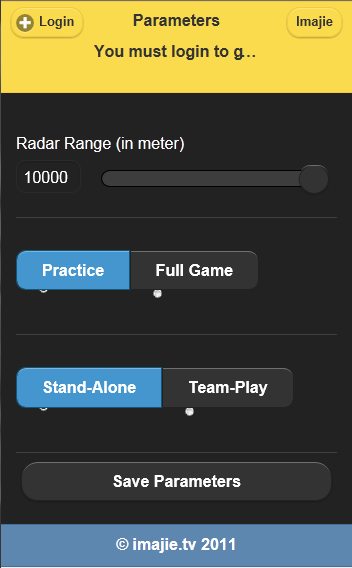 Login
Parameters
Imajie
You must login to g...
Radar Range (in meter)
10000
Practice
Full Game
Stand-Alone
Team-Play
Save Parameters
© imajie.tv 2011